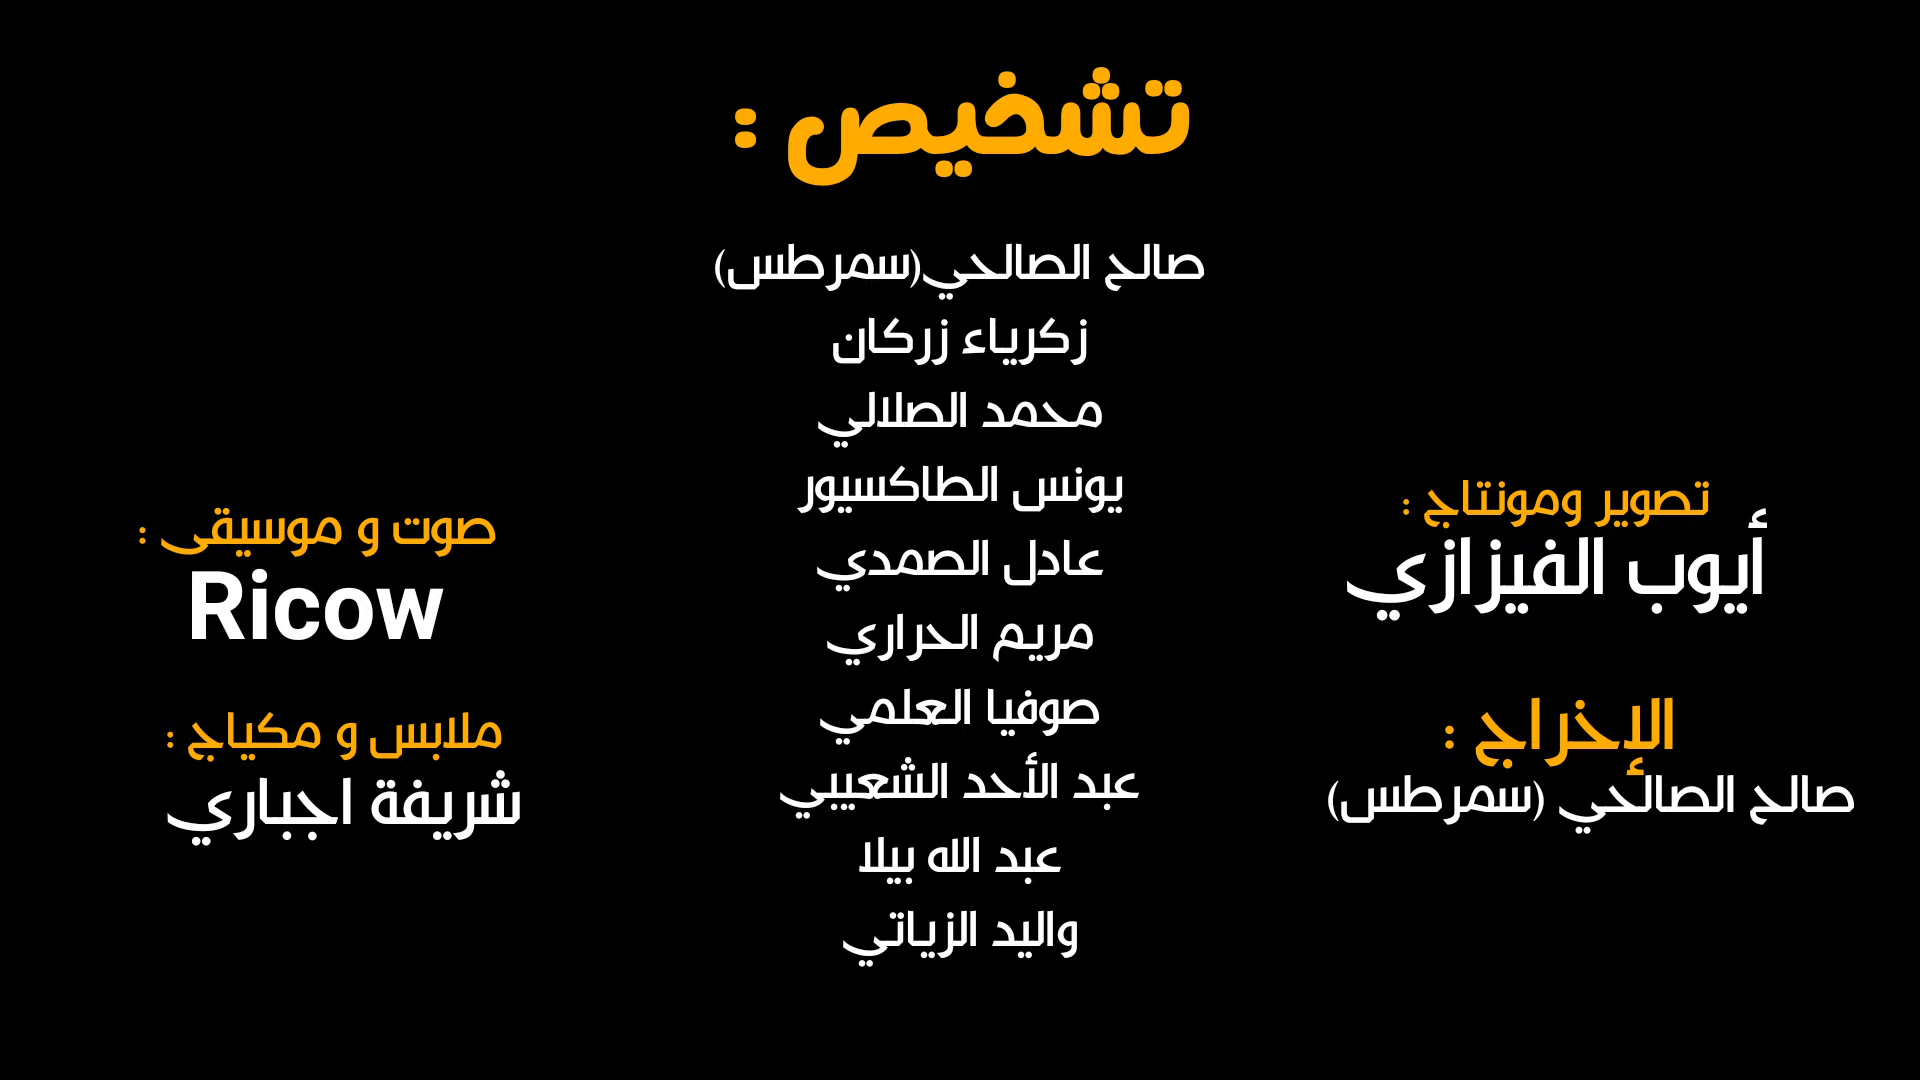 تشخيص :
صالح الصالحي(سمرطس)
زكرياء زركان
محمد الصلالي
يونس الطاكسيور
عادل الصمدي
مريم الحراري
صوفيا العلمي
عبد الأحد الشعيبي
عبد الله بيلا
واليد الزياتي
تصوير ومونتاج :
أيوب الفيزازي
الإخراج :
صالح الصالحي (سمرطس)
صوت و موسيقى :
Ricow
ملابس و مكياج :
شريفة اجباري